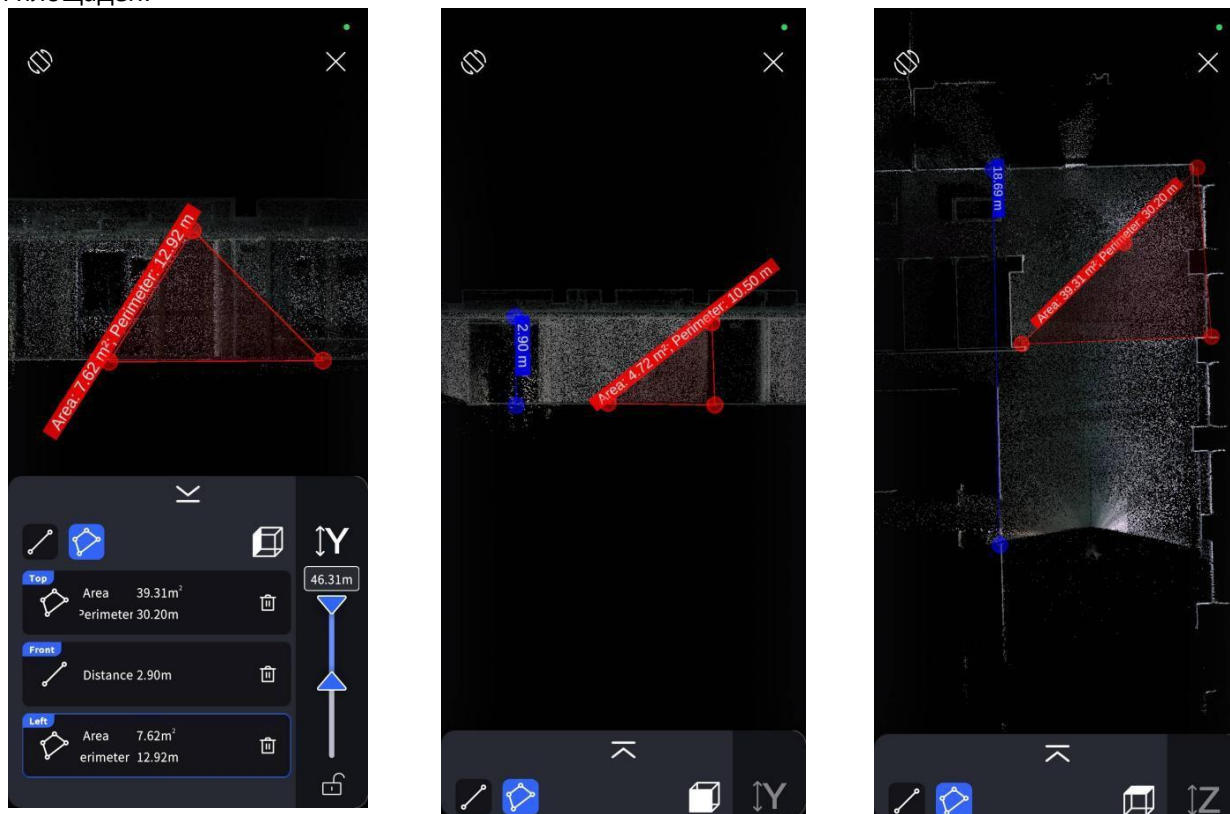 площадей.
Area: 7.62 m², Perimeter: 12.92 m
Y
46.31m
Top
Area 39.31m²
Perimeter 30.20m
Front
Distance 2.90m
Left
Area 7.62m²
erimeter 12.92m
2.90 m
Area: 4.72 m², Perimeter: 10.50 m
Y
18.69 m
Area: 39.31 m², Perimeter: 30.20 m
Z